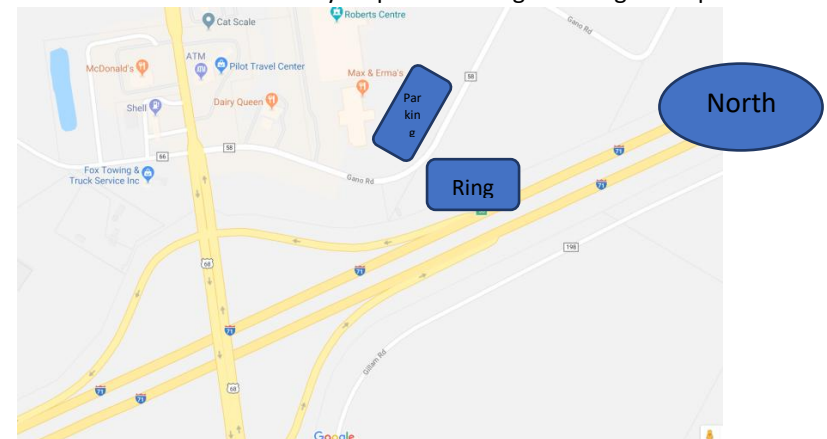 Cat Scale
Roberts Centre
Gano Rd
ATM
McDonald's
Pilot Travel Center
Max & Erma's
58
North
Par
kin
g
Shell
Dairy Queen
66
58
71
Fox Towing &
Truck Service Inc
Gano Rd
Ring
71
198
68
71
71
Gillam Rd
68
71
71
Google